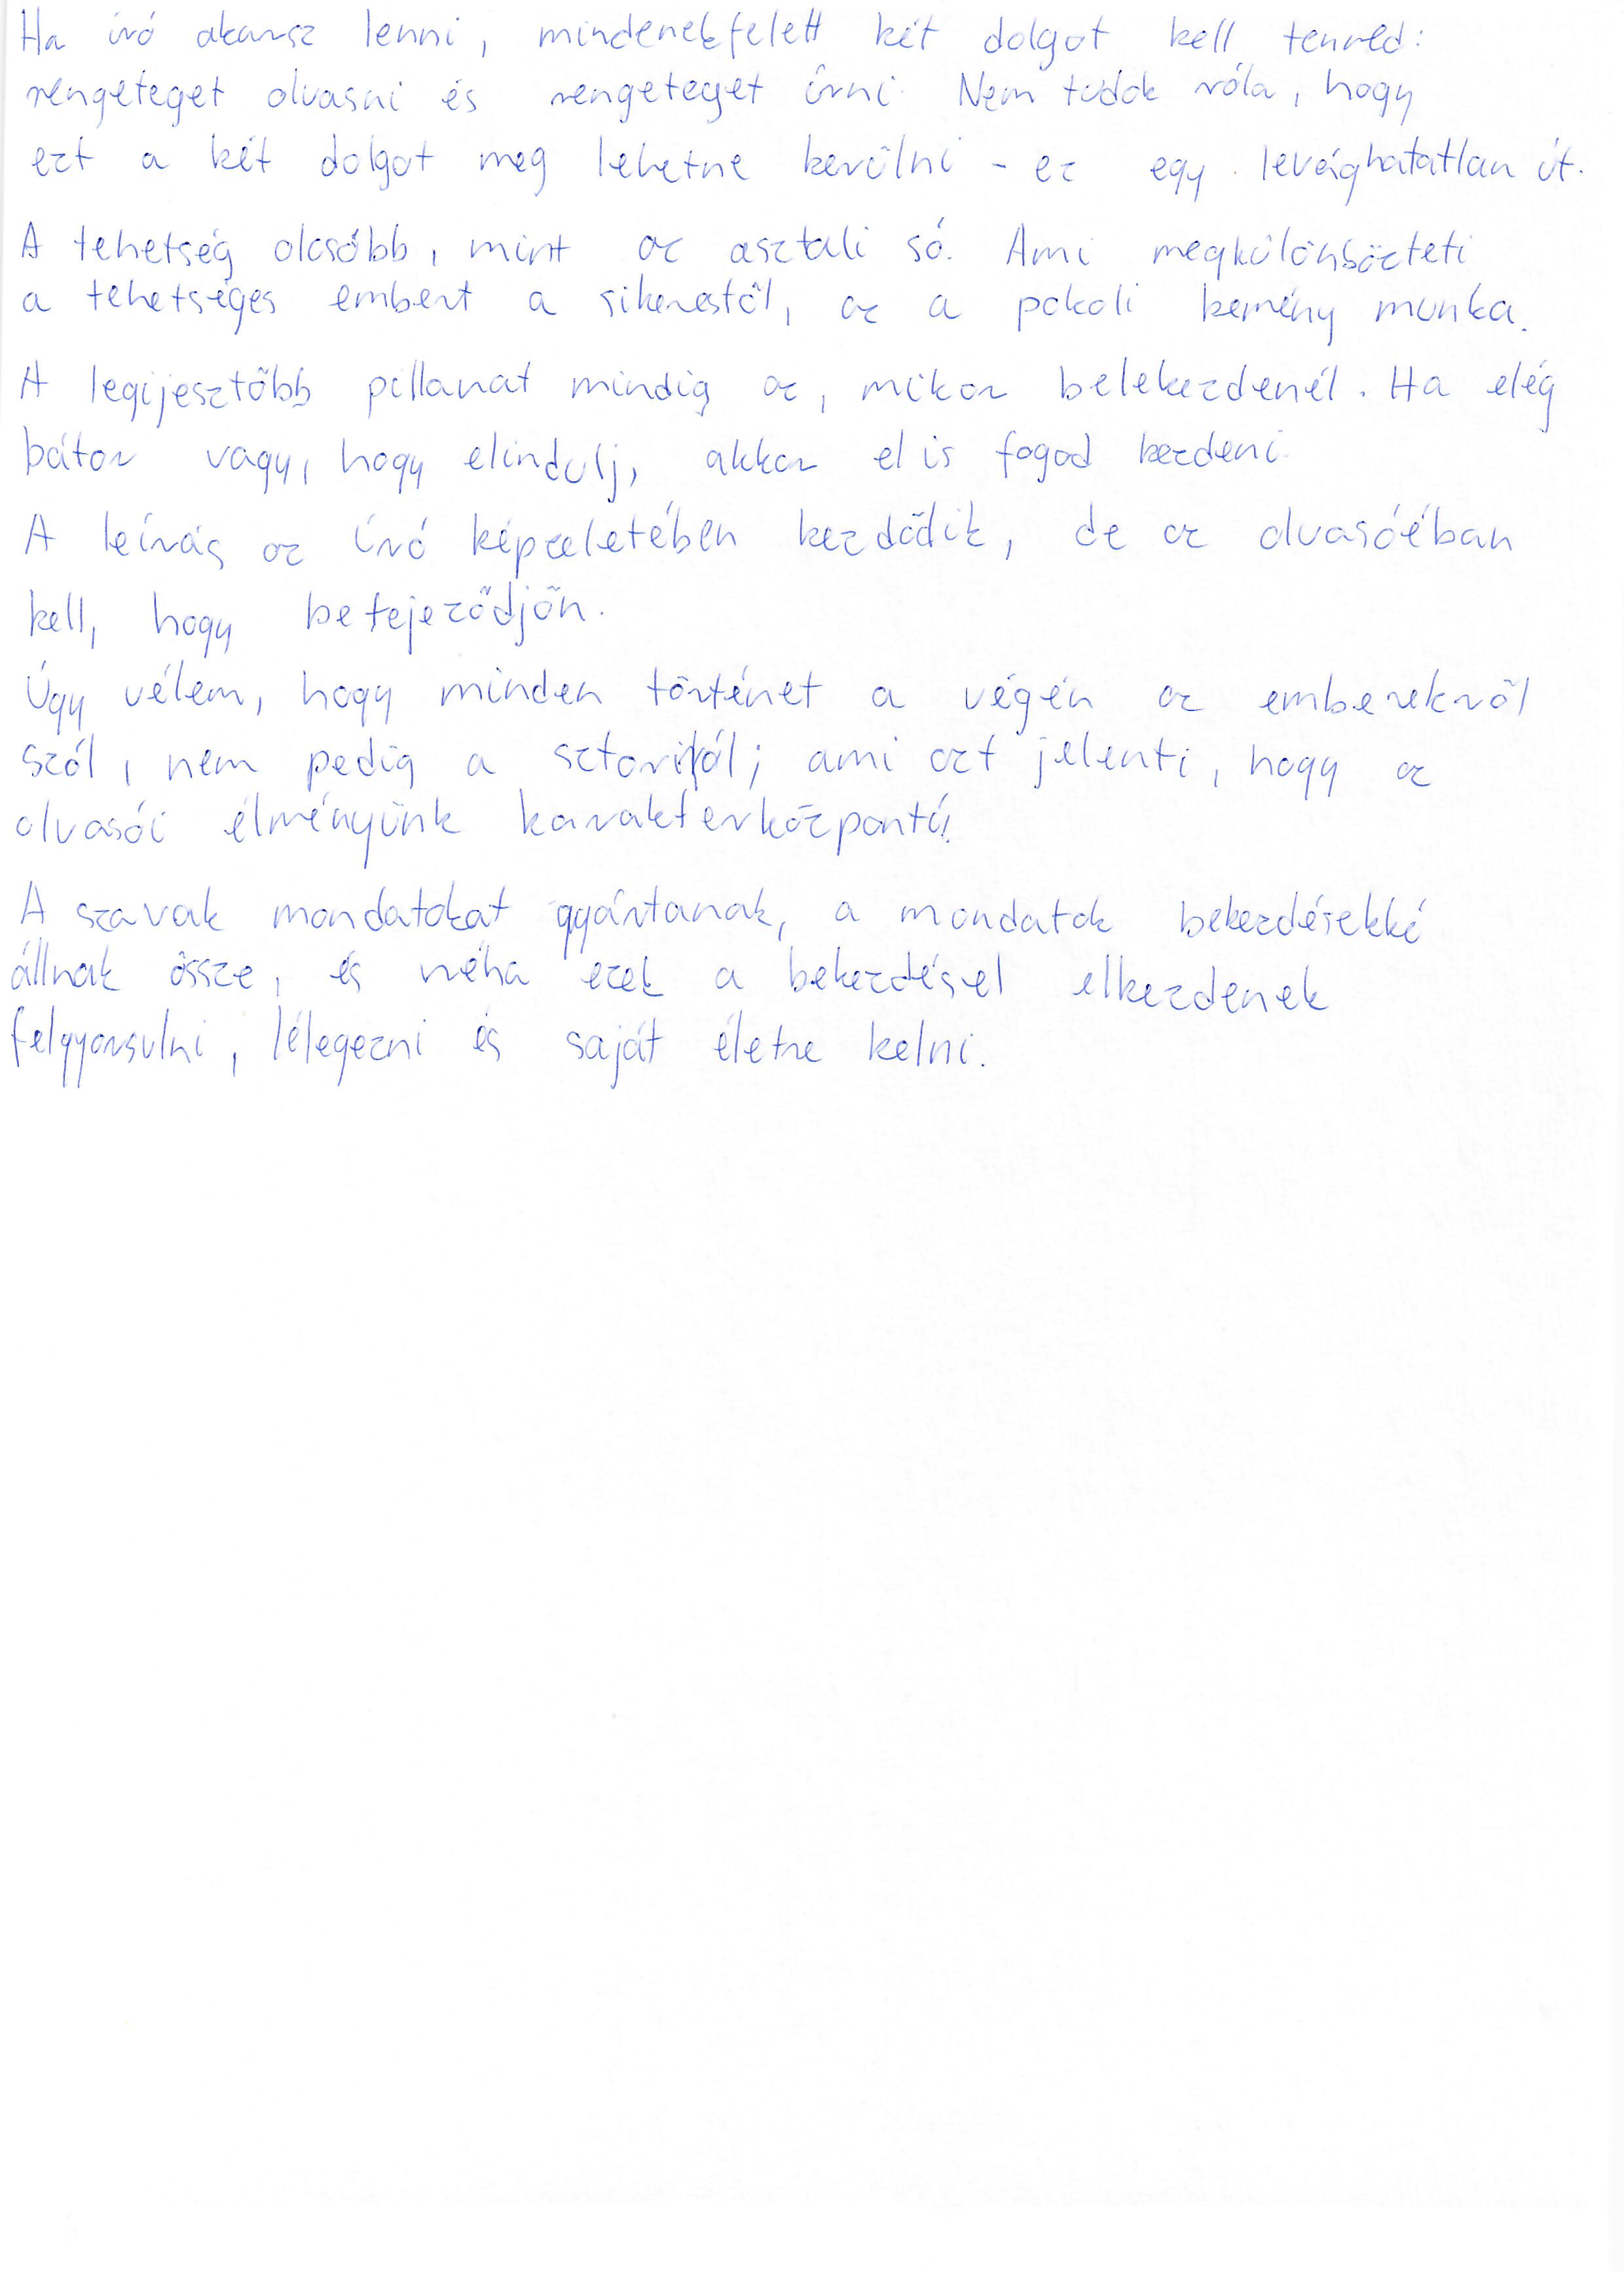 Ha író akarsz lenni, mindenekfelett két dolgot kell tenned:
rengeteget olvasni és rengeteget írni. Nem tudok róla, hogy
ezt a két dolgot meg lehetne kerülni - ez egy levághatatlan út.
A tehetség olcsóbb, mint az asztali só. Ami megkülönbözteti
a tehetséges embert a sikerestől, az a pokoli kemény munka.
A legijesztőbb pillanat mindig az, mikor belekezdenél. Ha elég
bátor vagy, hogy elindulj, akkor el is fogod kezdeni.
A leírás az író képzeletében kezdődik, de az olvasóéban
kell, hogy befejeződjön.
Úgy vélem, hogy minden történet a végén az emberekről
szól, nem pedig a sztoriról; ami azt jelenti, hogy az
olvasói élményünk karakterközpontú!
A szavak mondatokat gyártanak, a mondatok bekezdésekké
állnak össze, és néha ezek a bekezdésel elkezdenek
felgyorsulni, lélegezni és saját életre kelni.